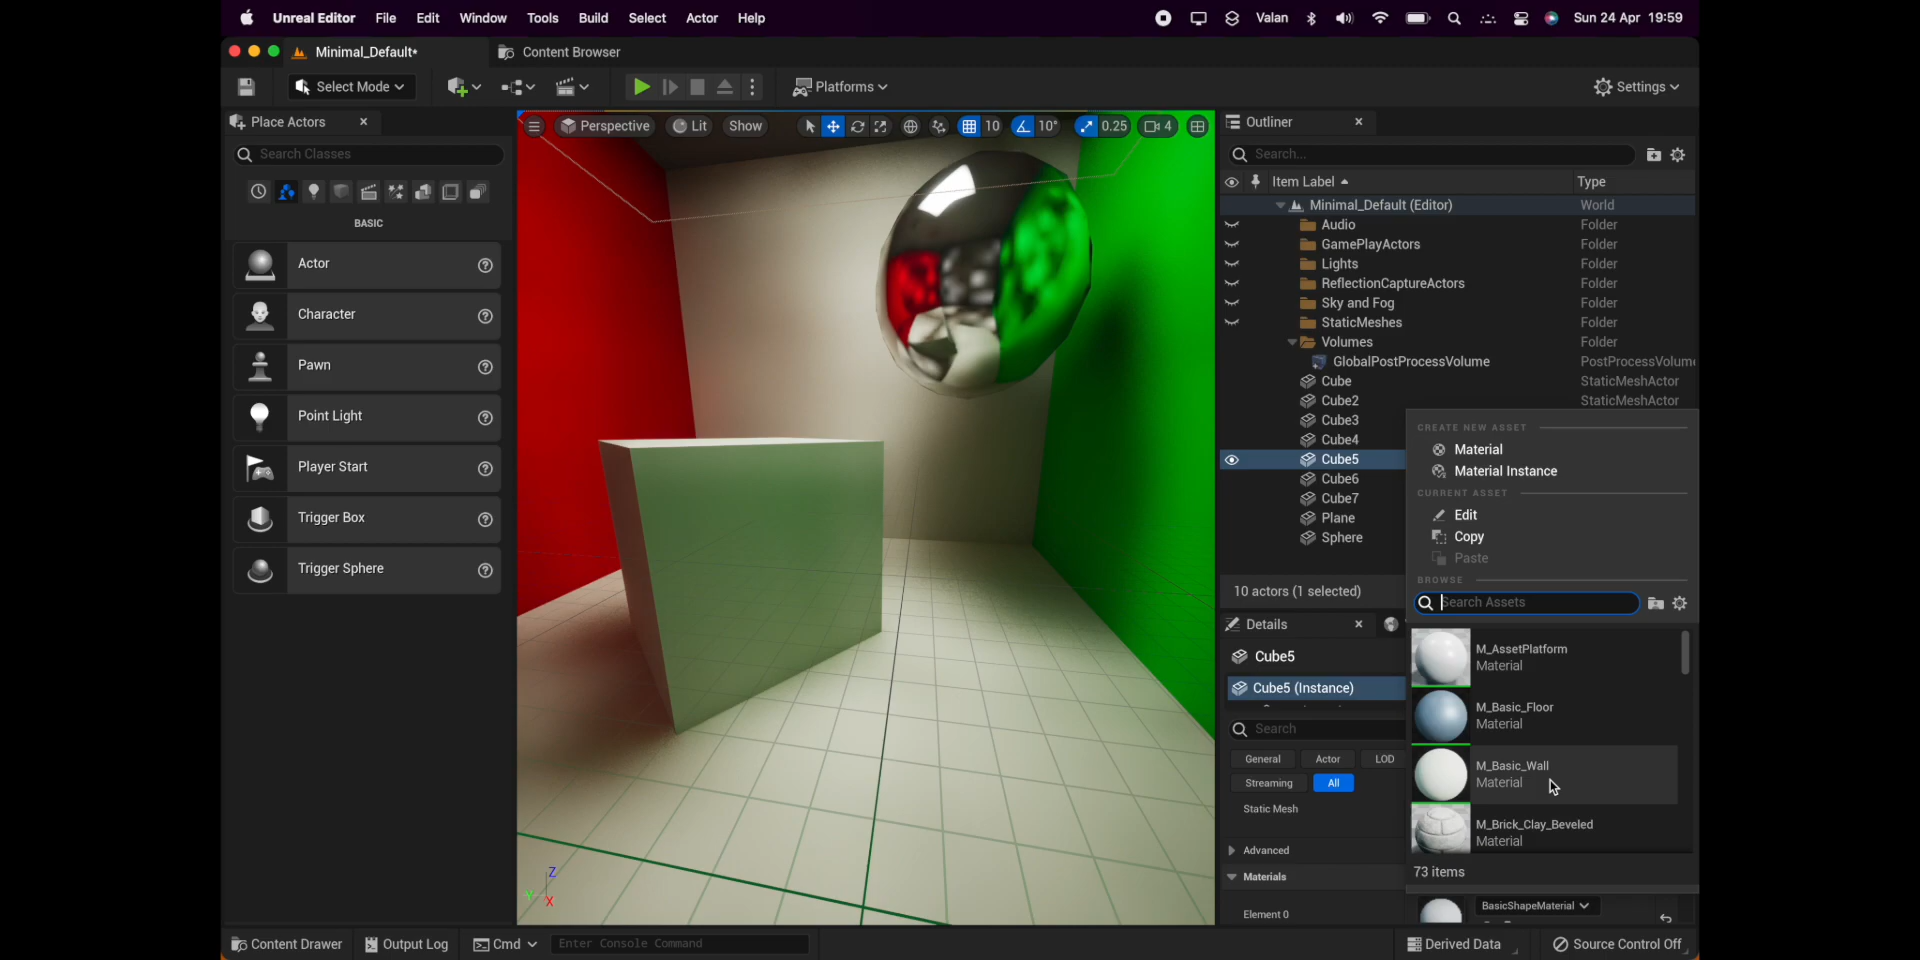 Unreal Editor File Edit Window Tools Build Select Actor Help Valan Sun 24 Apr 19:59
Minimal_Default* Content Browser
Select Mode Platforms Settings
Place Actors
Search Classes
BASIC
Actor
Character
Pawn
Point Light
Player Start
Trigger Box
Trigger Sphere
Perspective Lit Show 10 10° 0.25 4
Z
Y
X
Outliner
Search...
Item Label Type
Minimal_Default (Editor) World
Audio Folder
GamePlayActors Folder
Lights Folder
ReflectionCaptureActors Folder
Sky and Fog Folder
StaticMeshes Folder
Volumes Folder
GlobalPostProcessVolume PostProcessVolume
Cube StaticMeshActor
Cube2 StaticMeshActor
Cube3
Cube4
Cube5
Cube6
Cube7
Plane
Sphere
10 actors (1 selected)
Details
Cube5
Cube5 (Instance)
Search
General Actor LOD
Streaming All
Static Mesh
Advanced
Materials
Element 0
CREATE NEW ASSET
Material
Material Instance
CURRENT ASSET
Edit
Copy
Paste
BROWSE
Search Assets
M_AssetPlatform
Material
M_Basic_Floor
Material
M_Basic_Wall
Material
M_Brick_Clay_Beveled
Material
73 items
BasicShapeMaterial
Content Drawer Output Log Cmd Enter Console Command Derived Data Source Control Off